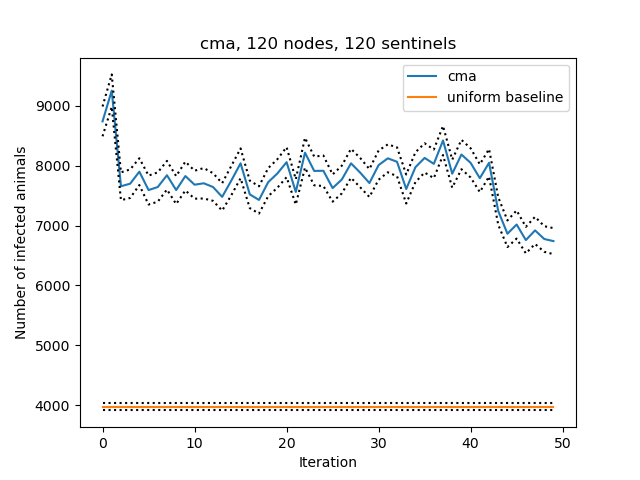 cma, 120 nodes, 120 sentinels
cma
uniform baseline
Number of infected animals
9000
8000
7000
6000
5000
4000
0 10 20 30 40 50
Iteration